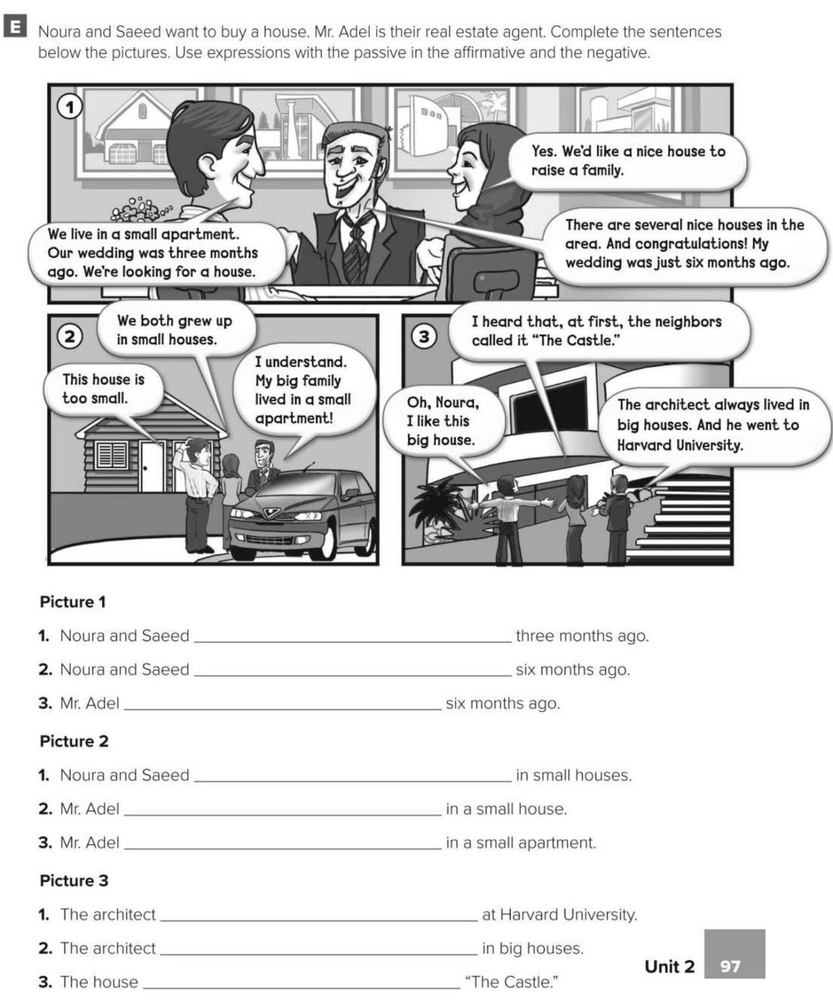 E Noura and Saeed want to buy a house. Mr. Adel is their real estate agent. Complete the sentences
below the pictures. Use expressions with the passive in the affirmative and the negative.
1
Yes. We'd like a nice house to
raise a family.
We live in a small apartment.
Our wedding was three months
ago. We're looking for a house.
There are several nice houses in the
area. And congratulations! My
wedding was just six months ago.
2
We both grew up
in small houses.
This house is
too small.
I understand.
My big family
lived in a small
apartment!
3
I heard that, at first, the neighbors
called it “The Castle.”
Oh, Noura,
I like this
big house.
The architect always lived in
big houses. And he went to
Harvard University.
Picture 1
1. Noura and Saeed ______ three months ago.
2. Noura and Saeed ______ six months ago.
3. Mr. Adel ______ six months ago.
Picture 2
1. Noura and Saeed ______ in small houses.
2. Mr. Adel ______ in a small house.
3. Mr. Adel ______ in a small apartment.
Picture 3
1. The architect ______ at Harvard University.
2. The architect ______ in big houses.
3. The house ______ “The Castle.”
Unit 2 97